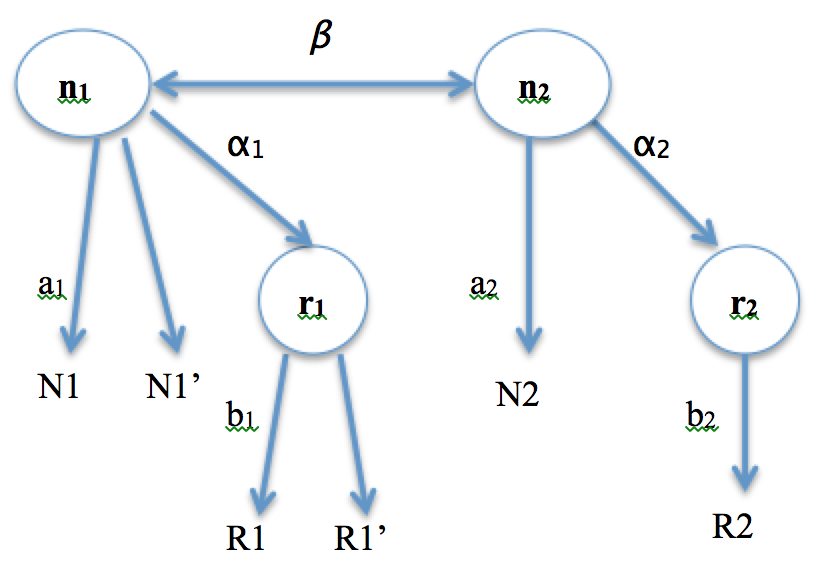 β
n1
n2
α1
α2
a1
a2
r1
r2
N1
N1’
N2
b1
b2
R1
R1’
R2